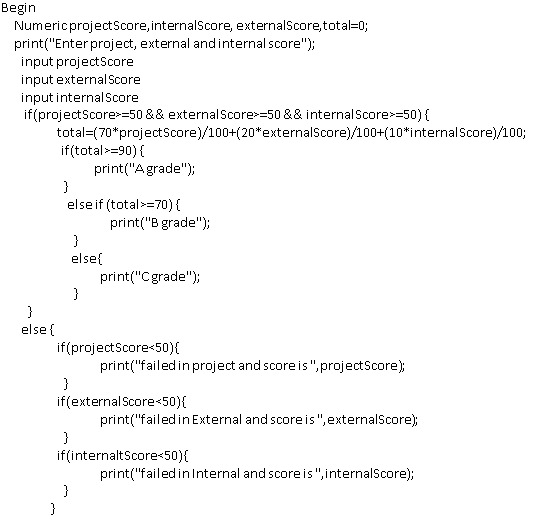 Begin
Numeric projectScore,internalScore, externalScore,total=0;
print("Enter project, external and internal score");
input projectScore
input externalScore
input internalScore
if(projectScore>=50 && externalScore>=50 && internalScore>=50) {
total=(70*projectScore)/100+(20*externalScore)/100+(10*internalScore)/100;
if(total>=90) {
print("A grade");
}
else if (total>=70) {
print("B grade");
}
else{
print("C grade");
}
}
else {
if(projectScore<50){
print("failed in project and score is ",projectScore);
}
if(externalScore<50){
print("failed in External and score is ",externalScore);
}
if(internaltScore<50){
print("failed in Internal and score is ",internalScore);
}
}